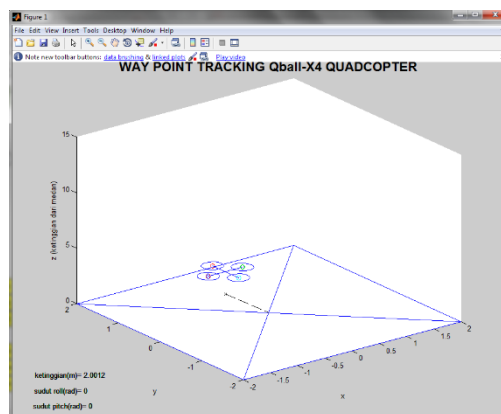 Figure 1
File Edit View Insert Tools Desktop Window Help
Note new toolbar buttons: data brushing & linked plots Play video
WAY POINT TRACKING Qball-X4 QUADCOPTER
15
10
5
0
z (ketinggian dari medan)
2
1
0
-1
-2
y
-2
-1.5
-1
-0.5
0
0.5
1
1.5
2
x
ketinggian(m)= 2.0012
sudut roll(rad)= 0
sudut pitch(rad)= 0